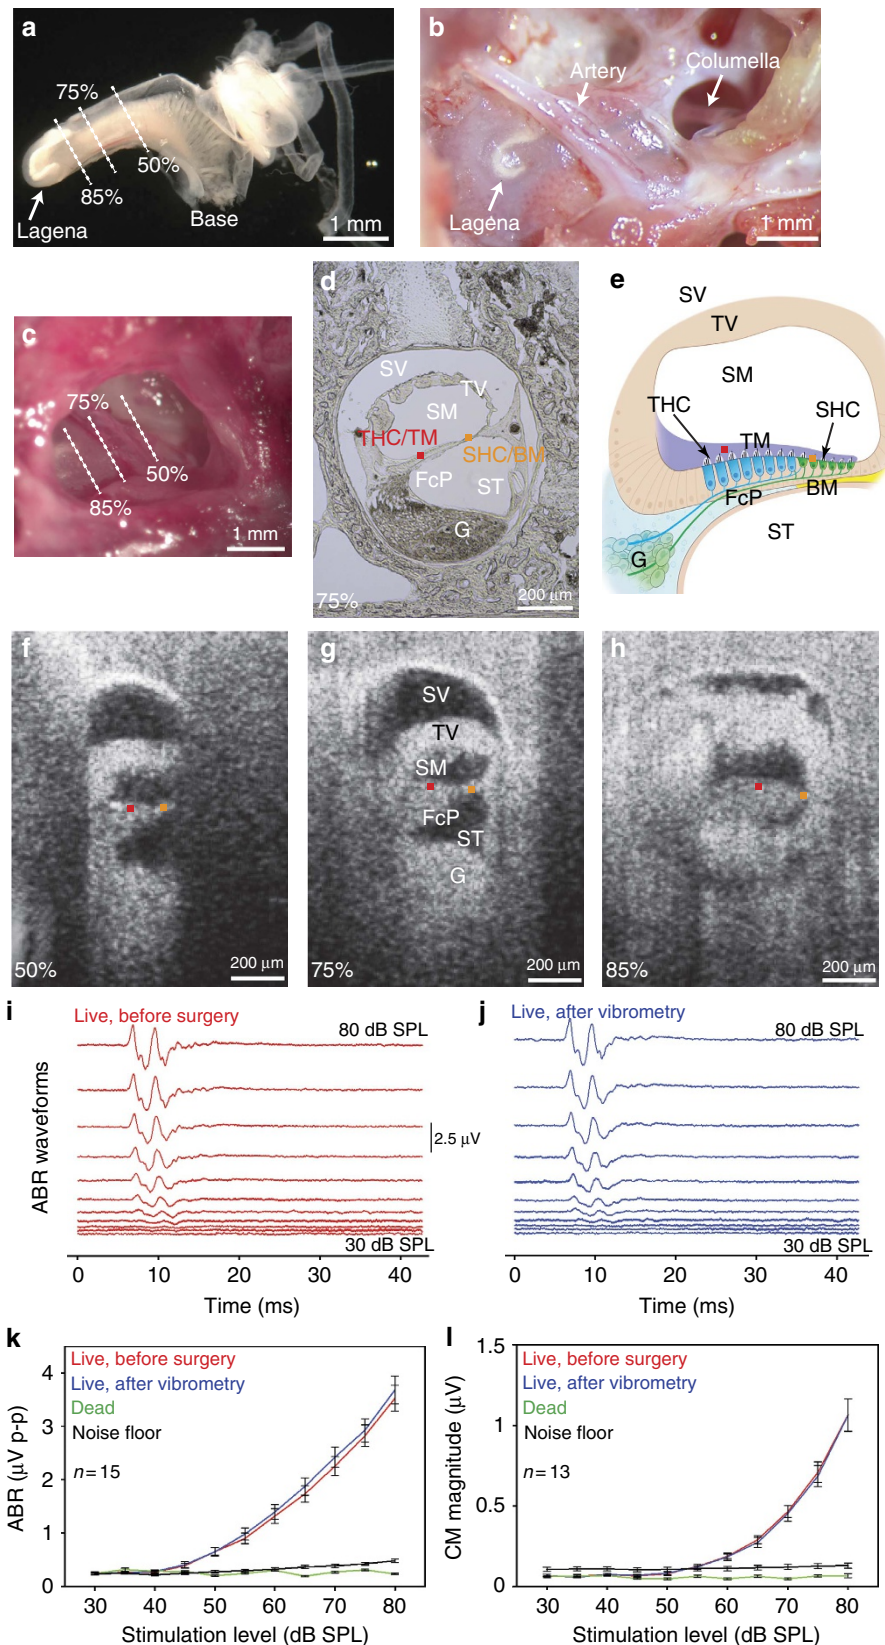 a
75%
50%
85%
Lagena
Base
1 mm
b
Artery
Columella
Lagena
1 mm
c
75%
50%
85%
1 mm
d
SV
TV
SM
THC/TM
SHC/BM
FcP
ST
G
75%
200 μm
e
SV
TV
SM
THC
SHC
TM
FcP
BM
ST
G
f
50%
200 μm
g
SV
TV
SM
FcP
ST
G
75%
200 μm
h
85%
200 μm
i
Live, before surgery
80 dB SPL
2.5 μV
ABR waveforms
30 dB SPL
0 10 20 30 40
Time (ms)
j
Live, after vibrometry
80 dB SPL
30 dB SPL
0 10 20 30 40
Time (ms)
k
Live, before surgery
Live, after vibrometry
Dead
Noise floor
n=15
ABR (μV p-p)
4
3
2
1
0
30 40 50 60 70 80
Stimulation level (dB SPL)
l
Live, before surgery
Live, after vibrometry
Dead
Noise floor
n=13
CM magnitude (μV)
1.5
1
0.5
0
30 40 50 60 70 80
Stimulation level (dB SPL)